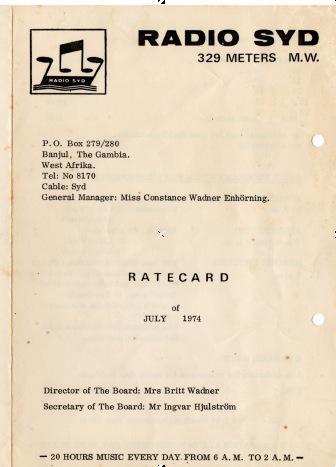 RADIO SYD
329 METERS M.W.
RADIO SYD
P.O. Box 279/280
Banjul, The Gambia.
West Afrika.
Tel: No 8170
Cable: Syd
General Manager: Miss Constance Wadner Enhörning.
RATECARD
of
JULY 1974
Director of The Board: Mrs Britt Wadner
Secretary of The Board: Mr Ingvar Hjulström
— 20 HOURS MUSIC EVERY DAY FROM 6 A.M. TO 2 A.M. —